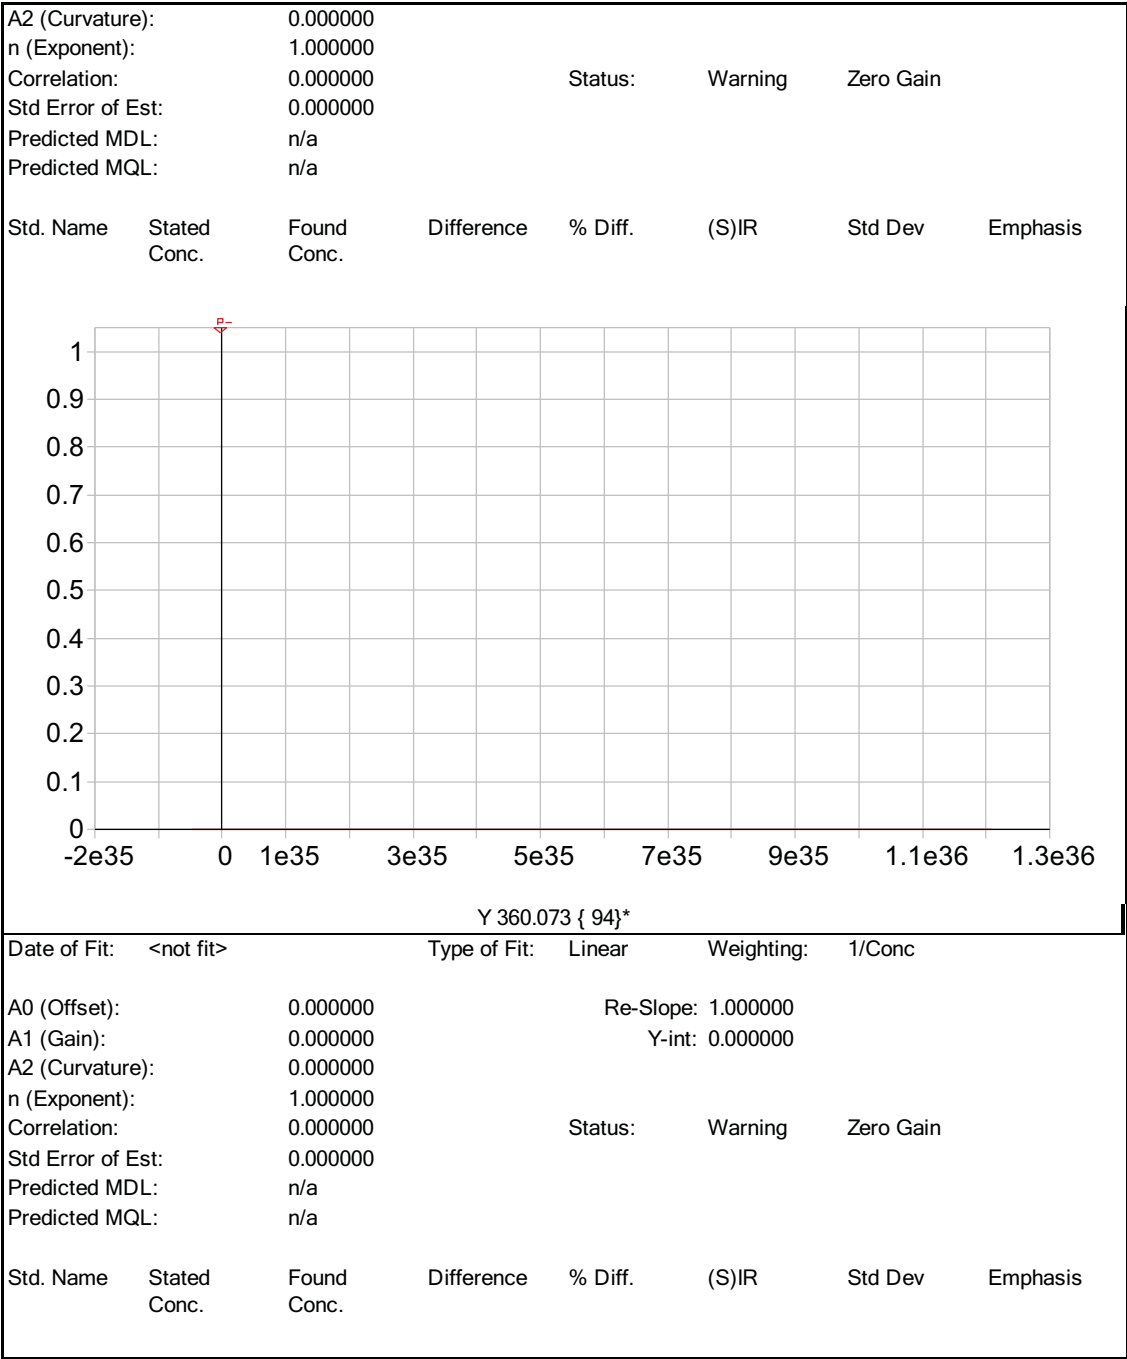 A2 (Curvature): 0.000000
n (Exponent): 1.000000
Correlation: 0.000000 Status: Warning Zero Gain
Std Error of Est: 0.000000
Predicted MDL: n/a
Predicted MQL: n/a
Std. Name Stated Found Difference % Diff. (S)IR Std Dev Emphasis
Conc. Conc.
P–
1
0.9
0.8
0.7
0.6
0.5
0.4
0.3
0.2
0.1
0
-2e35 0 1e35 3e35 5e35 7e35 9e35 1.1e36 1.3e36
Y 360.073 { 94}*
Date of Fit: <not fit> Type of Fit: Linear Weighting: 1/Conc
A0 (Offset): 0.000000 Re-Slope: 1.000000
A1 (Gain): 0.000000 Y-int: 0.000000
A2 (Curvature): 0.000000
n (Exponent): 1.000000
Correlation: 0.000000 Status: Warning Zero Gain
Std Error of Est: 0.000000
Predicted MDL: n/a
Predicted MQL: n/a
Std. Name Stated Found Difference % Diff. (S)IR Std Dev Emphasis
Conc. Conc.